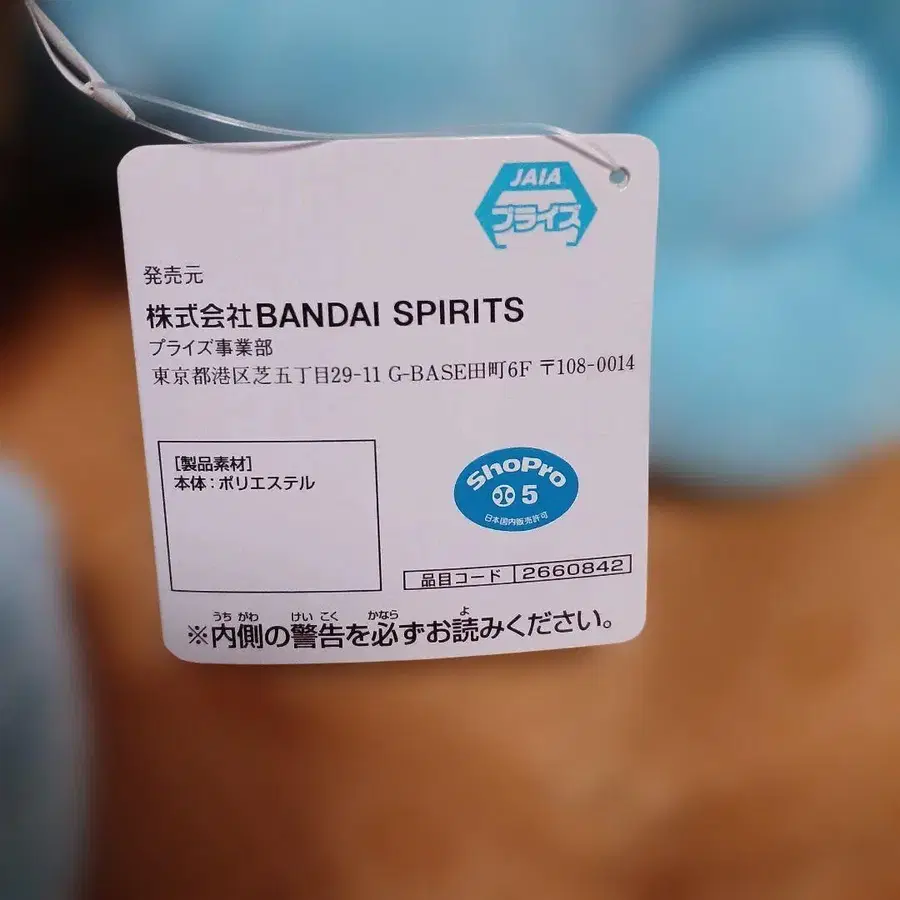 JAIA
プライズ
発売元
株式会社BANDAI SPIRITS
プライズ事業部
東京都港区芝五丁目29-11 G-BASE田町6F 〒108-0014
[製品素材]
本体:ポリエステル
ShoPro
5
日本国内販売許可
品目コード 2660842
※内側の警告を必ずお読みください。
うち がわ けい こく かなら よ